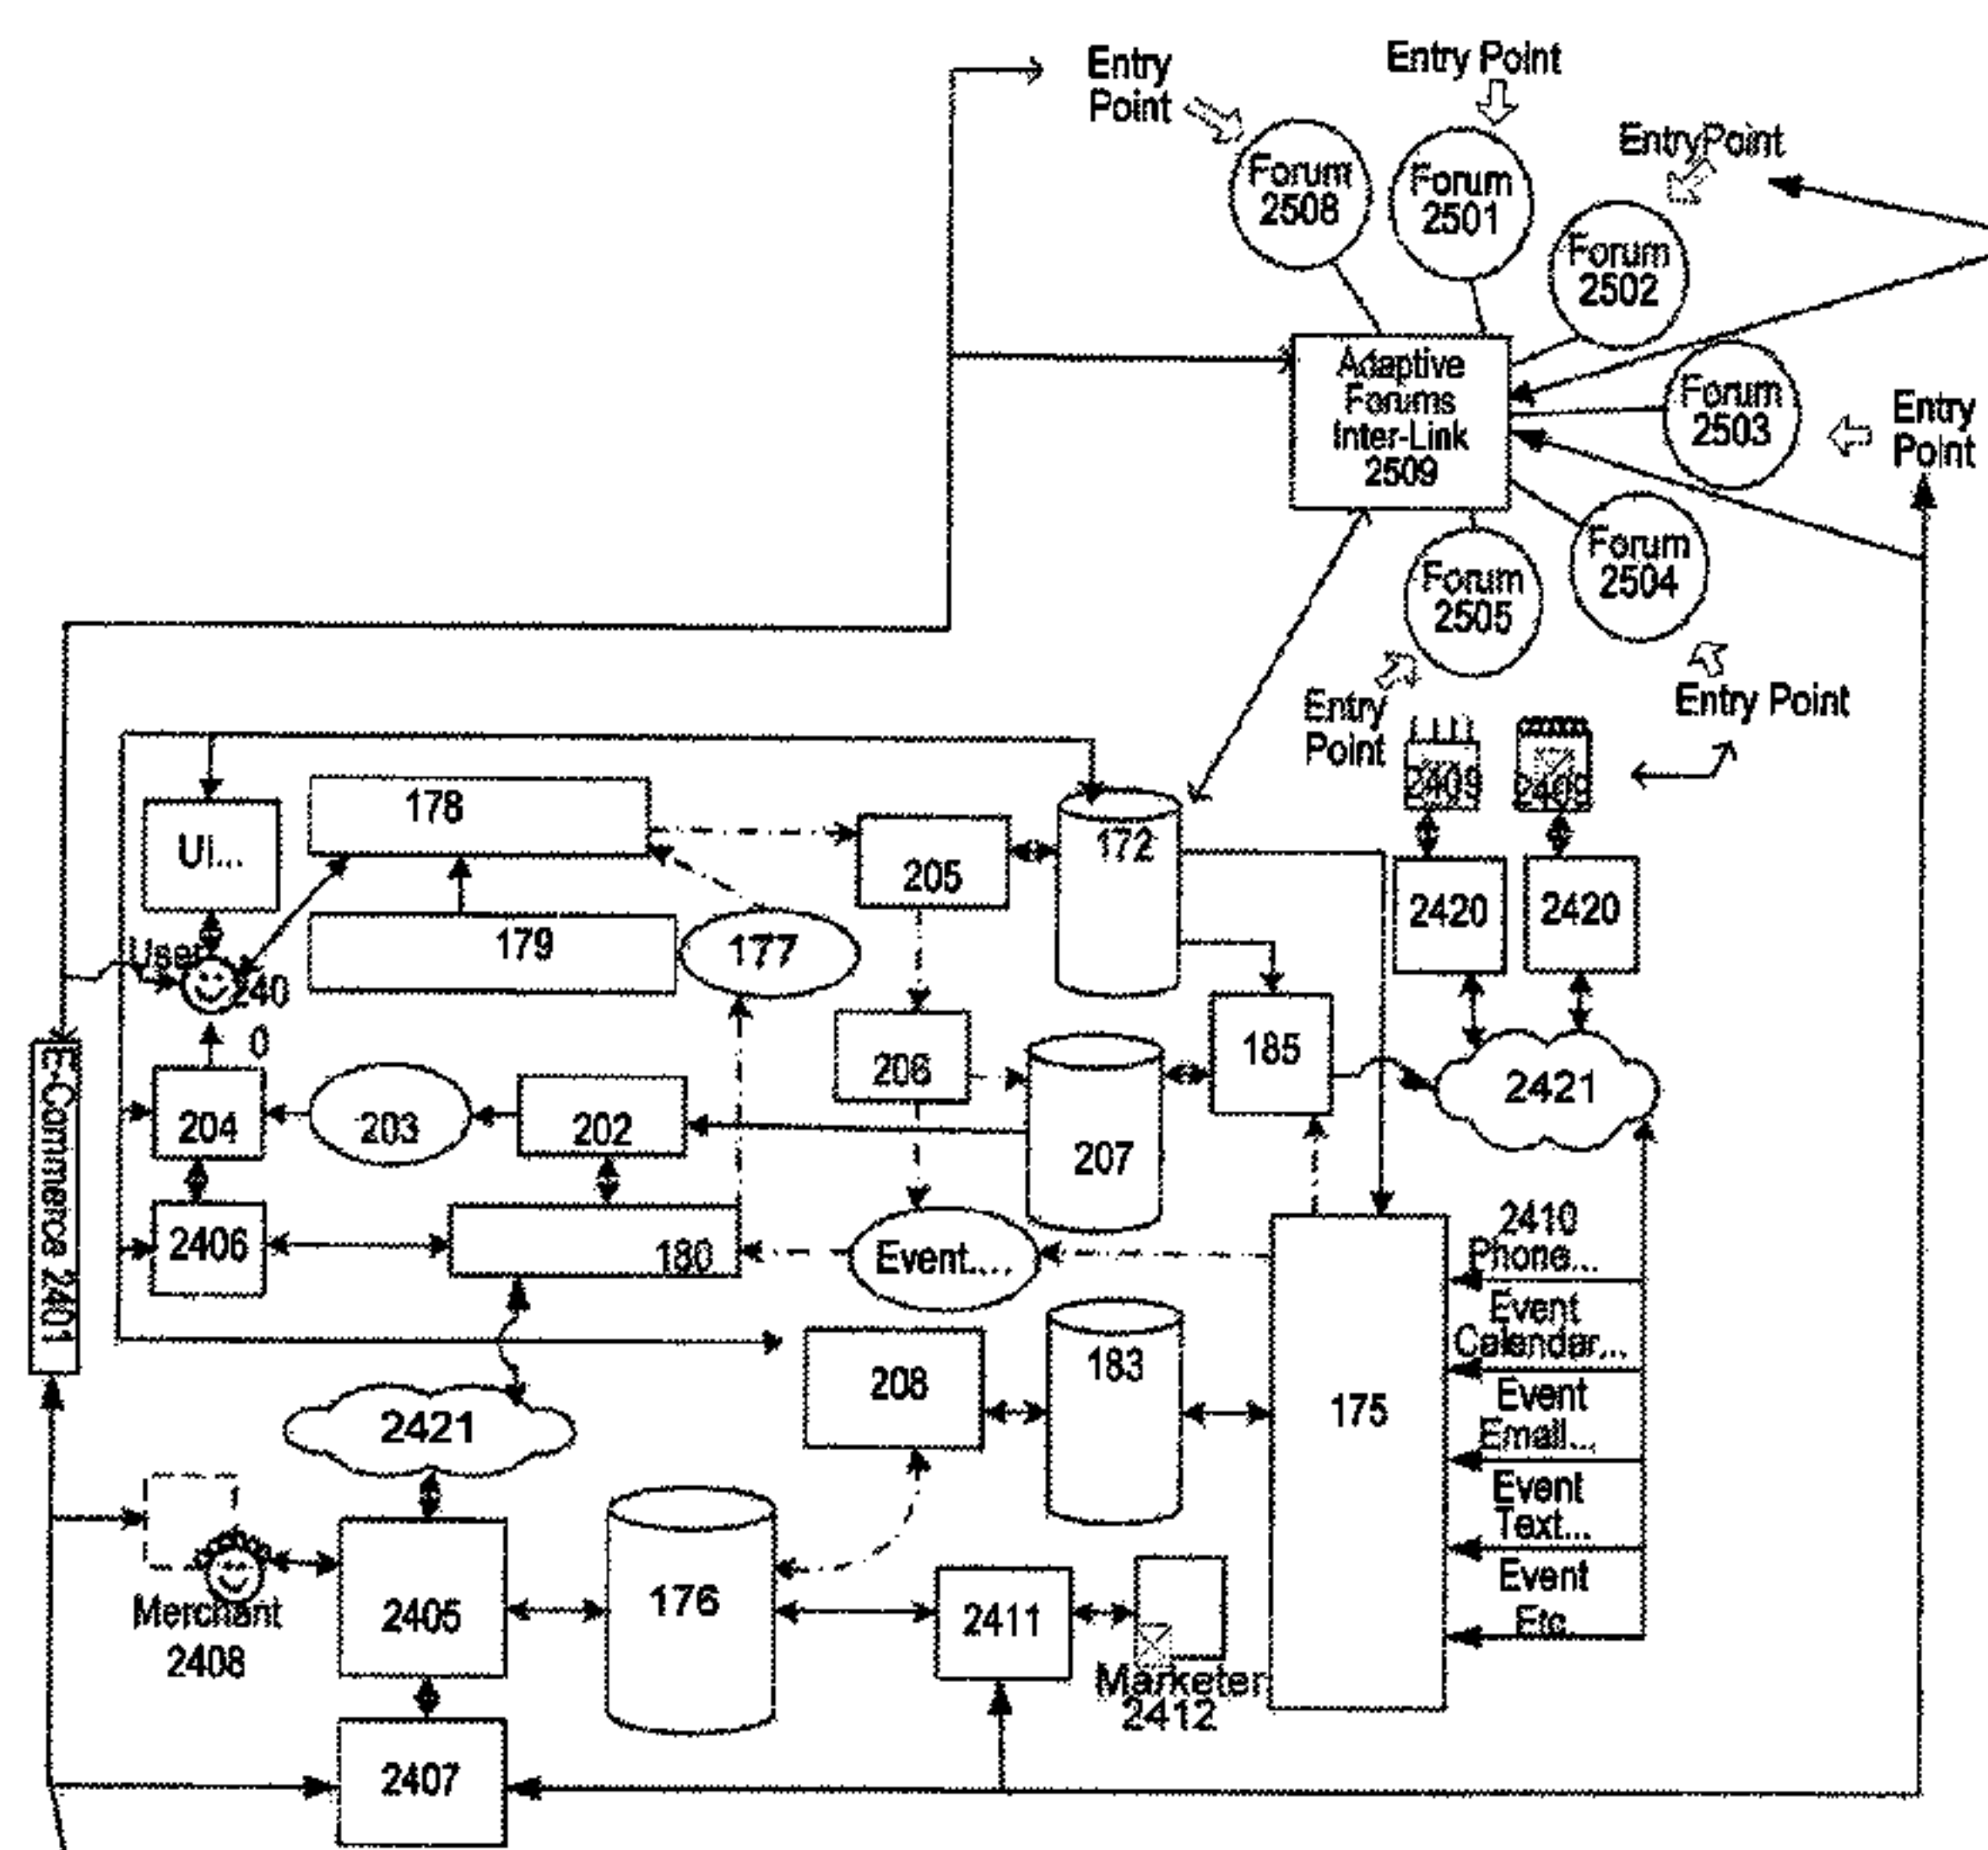 Entry
Point
Entry Point
EntryPoint
Forum
2508
Forum
2501
Forum
2502
Adaptive
Forums
Inter-Link
2509
Forum
2503
Entry
Point
Forum
2504
Forum
2505
Entry
Point
Entry Point
2409
2409
UI...
178
205
172
2420
2420
179
177
User
240
0
206
185
2421
204
203
202
207
2406
180
Event....
E-Commerce 2401
2410
Phone...
Event
Calendar...
Event
Email...
Event
Text...
Event
Etc.
208
183
175
2421
Merchant
2408
2405
176
2411
Marketer
2412
2407